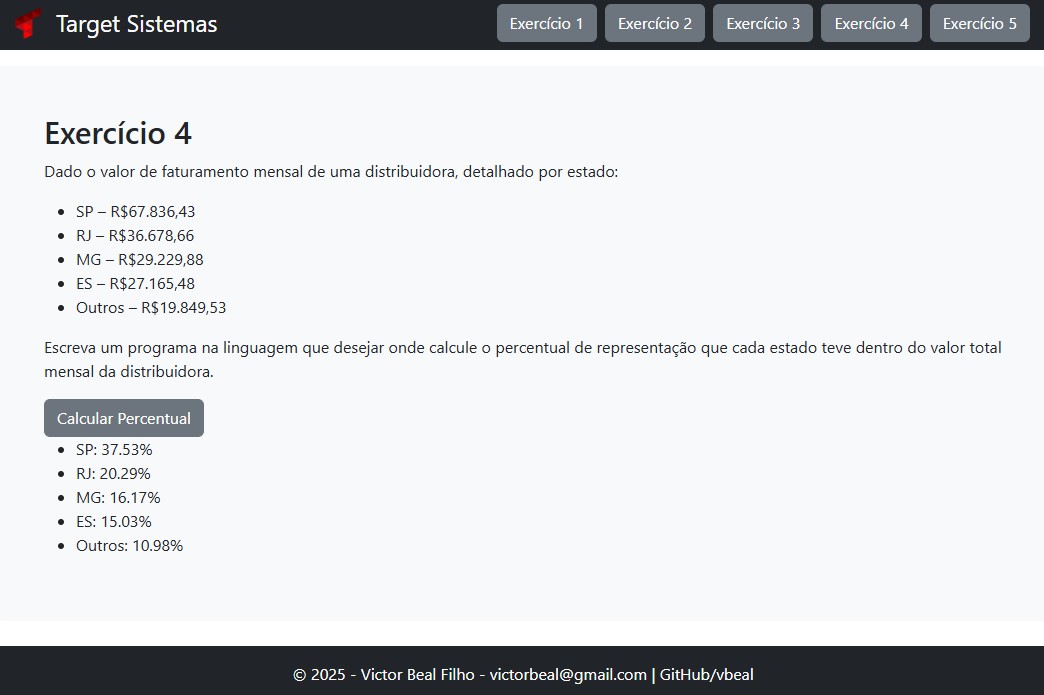 Target Sistemas
Exercício 1
Exercício 2
Exercício 3
Exercício 4
Exercício 5
Exercício 4
Dado o valor de faturamento mensal de uma distribuidora, detalhado por estado:
• SP – R$67.836,43
• RJ – R$36.678,66
• MG – R$29.229,88
• ES – R$27.165,48
• Outros – R$19.849,53
Escreva um programa na linguagem que desejar onde calcule o percentual de representação que cada estado teve dentro do valor total
mensal da distribuidora.
Calcular Percentual
• SP: 37.53%
• RJ: 20.29%
• MG: 16.17%
• ES: 15.03%
• Outros: 10.98%
© 2025 - Victor Beal Filho - victorbeal@gmail.com | GitHub/vbeal